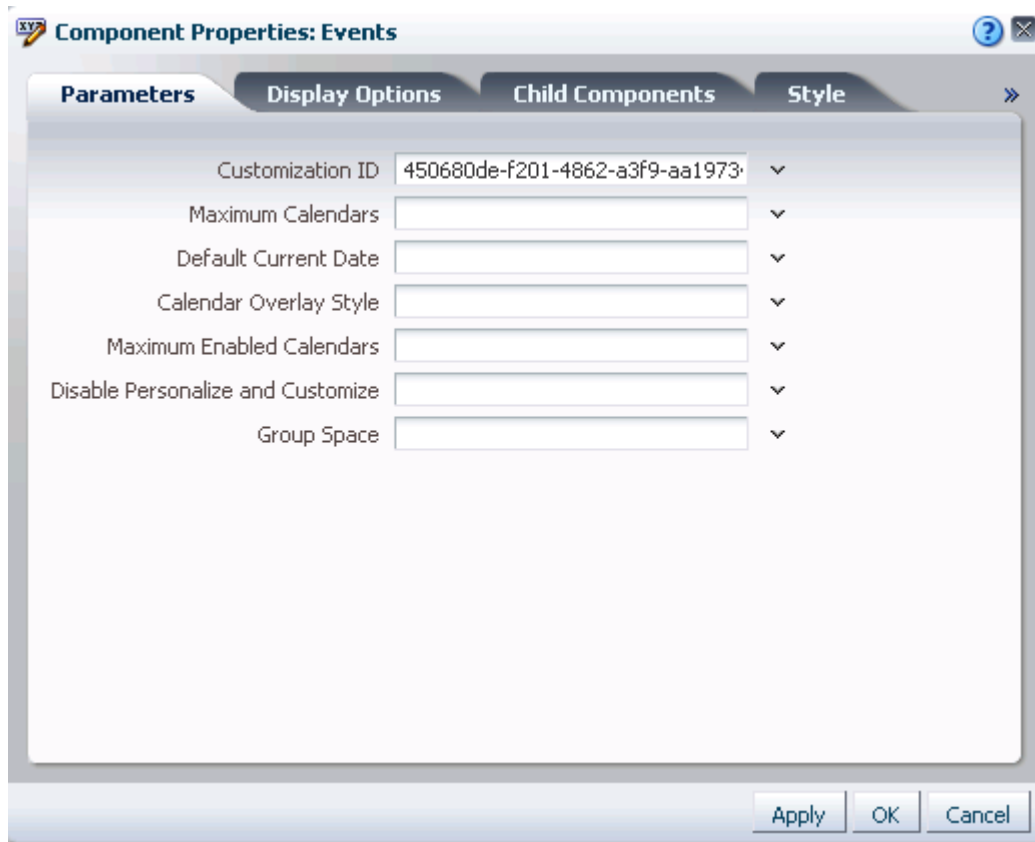 Component Properties: Events
Parameters Display Options Child Components Style »
Customization ID 450680de-f201-4862-a3f9-aa1973
Maximum Calendars
Default Current Date
Calendar Overlay Style
Maximum Enabled Calendars
Disable Personalize and Customize
Group Space
Apply OK Cancel